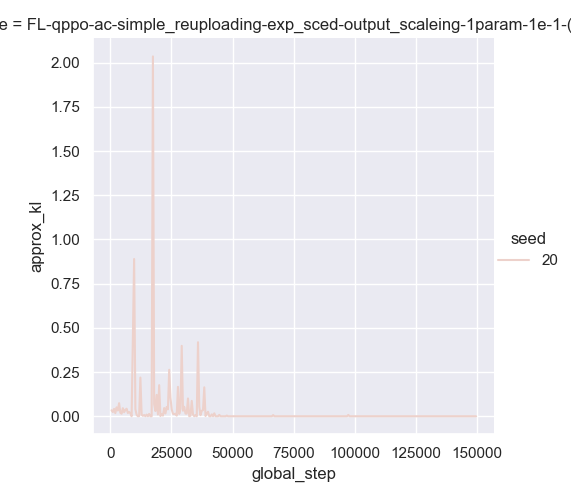 e = FL-qppo-ac-simple_reuploading-exp_sced-output_scaleing-1param-1e-1-(
2.00
1.75
1.50
1.25
1.00
0.75
0.50
0.25
0.00
approx_kl
0 25000 50000 75000 100000 125000 150000
global_step
seed
20